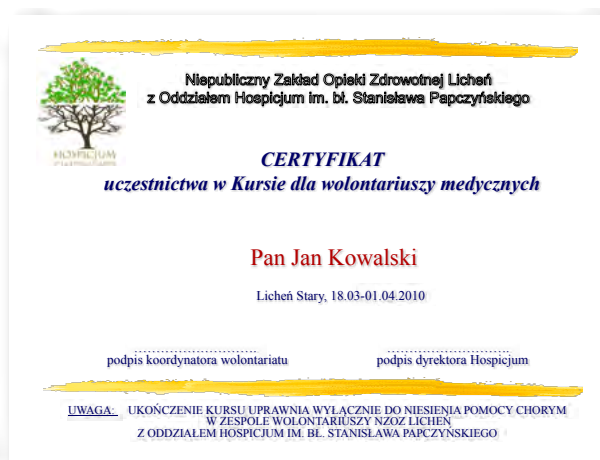 Niepubliczny Zakład Opieki Zdrowotnej Licheń
z Oddziałem Hospicjum im. bł. Stanisława Papczyńskiego
HOSPICJUM
CERTYFIKAT
uczestnictwa w Kursie dla wolontariuszy medycznych
Pan Jan Kowalski
Licheń Stary, 18.03-01.04.2010
podpis koordynatora wolontariatu
podpis dyrektora Hospicjum
UWAGA: UKOŃCZENIE KURSU UPRAWNIA WYŁĄCZNIE DO NIESIENIA POMOCY CHORYM
W ZESPOLE WOLONTARIUSZY NZOZ LICHEŃ
Z ODDZIAŁEM HOSPICJUM IM. BŁ. STANISŁAWA PAPCZYŃSKIEGO